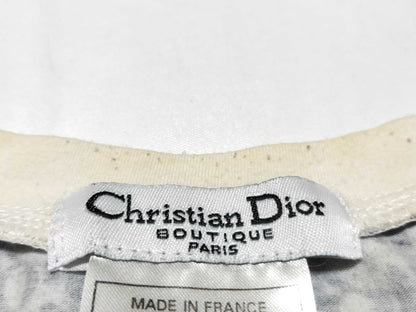 Christian Dior
BOUTIQUE
PARIS
MADE IN FRANCE